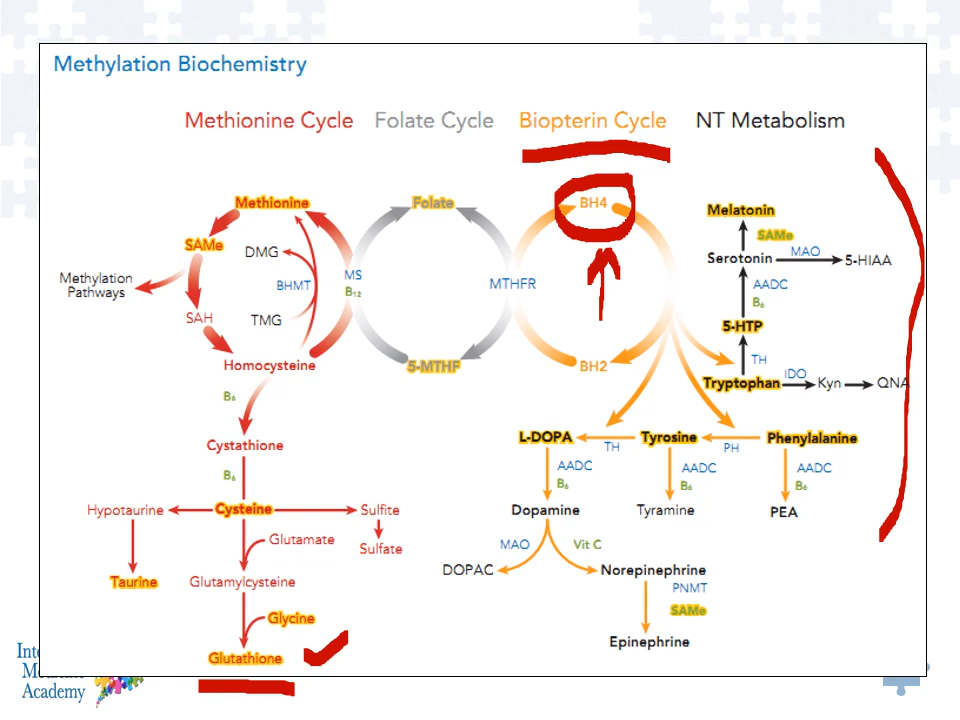 Methylation Biochemistry
Methionine Cycle
Folate Cycle
Biopterin Cycle
NT Metabolism
Methionine
Folate
BH4
Melatonin
SAMe
SAMe
DMG
Serotonin
MAO
5-HIAA
Methylation
Pathways
BHMT
MS
B₁₂
MTHFR
AADC
B₆
SAH
TMG
5-HTP
Homocysteine
5-MTHF
BH2
TH
IDO
Tryptophan
Kyn
QNA
B₆
Cystathione
L-DOPA
TH
Tyrosine
PH
Phenylalanine
B₆
AADC
B₆
AADC
B₆
AADC
B₆
Hypotaurine
Cysteine
Sulfite
Dopamine
Tyramine
PEA
Glutamate
Sulfate
MAO
Vit C
Taurine
Glutamylcysteine
DOPAC
Norepinephrine
PNMT
SAMe
Glycine
Epinephrine
Glutathione
Academy